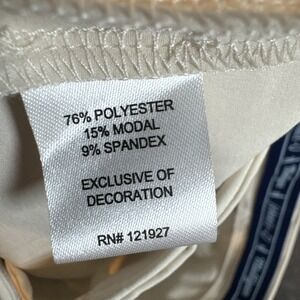 76% POLYESTER
15% MODAL
9% SPANDEX
EXCLUSIVE OF
DECORATION
RN# 121927